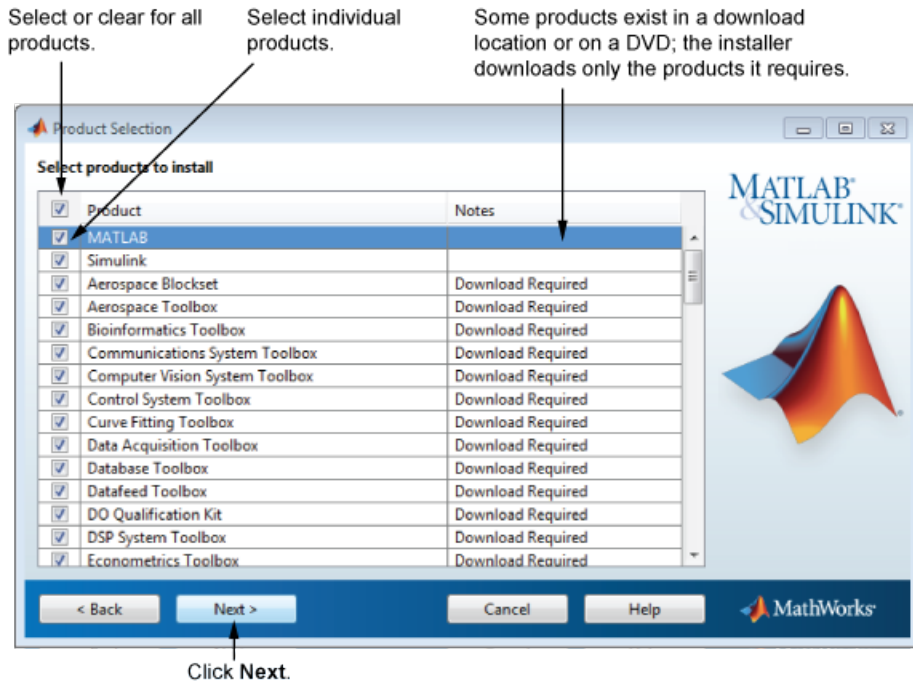 Select or clear for all
products.
Select individual
products.
Some products exist in a download
location or on a DVD; the installer
downloads only the products it requires.
Product Selection
Select products to install
MATLAB®
&SIMULINK®
Product Notes
MATLAB
Simulink
Aerospace Blockset Download Required
Aerospace Toolbox Download Required
Bioinformatics Toolbox Download Required
Communications System Toolbox Download Required
Computer Vision System Toolbox Download Required
Control System Toolbox Download Required
Curve Fitting Toolbox Download Required
Data Acquisition Toolbox Download Required
Database Toolbox Download Required
Datafeed Toolbox Download Required
DO Qualification Kit Download Required
DSP System Toolbox Download Required
Econometrics Toolbox Download Required
< Back Next > Cancel Help MathWorks®
Click Next.